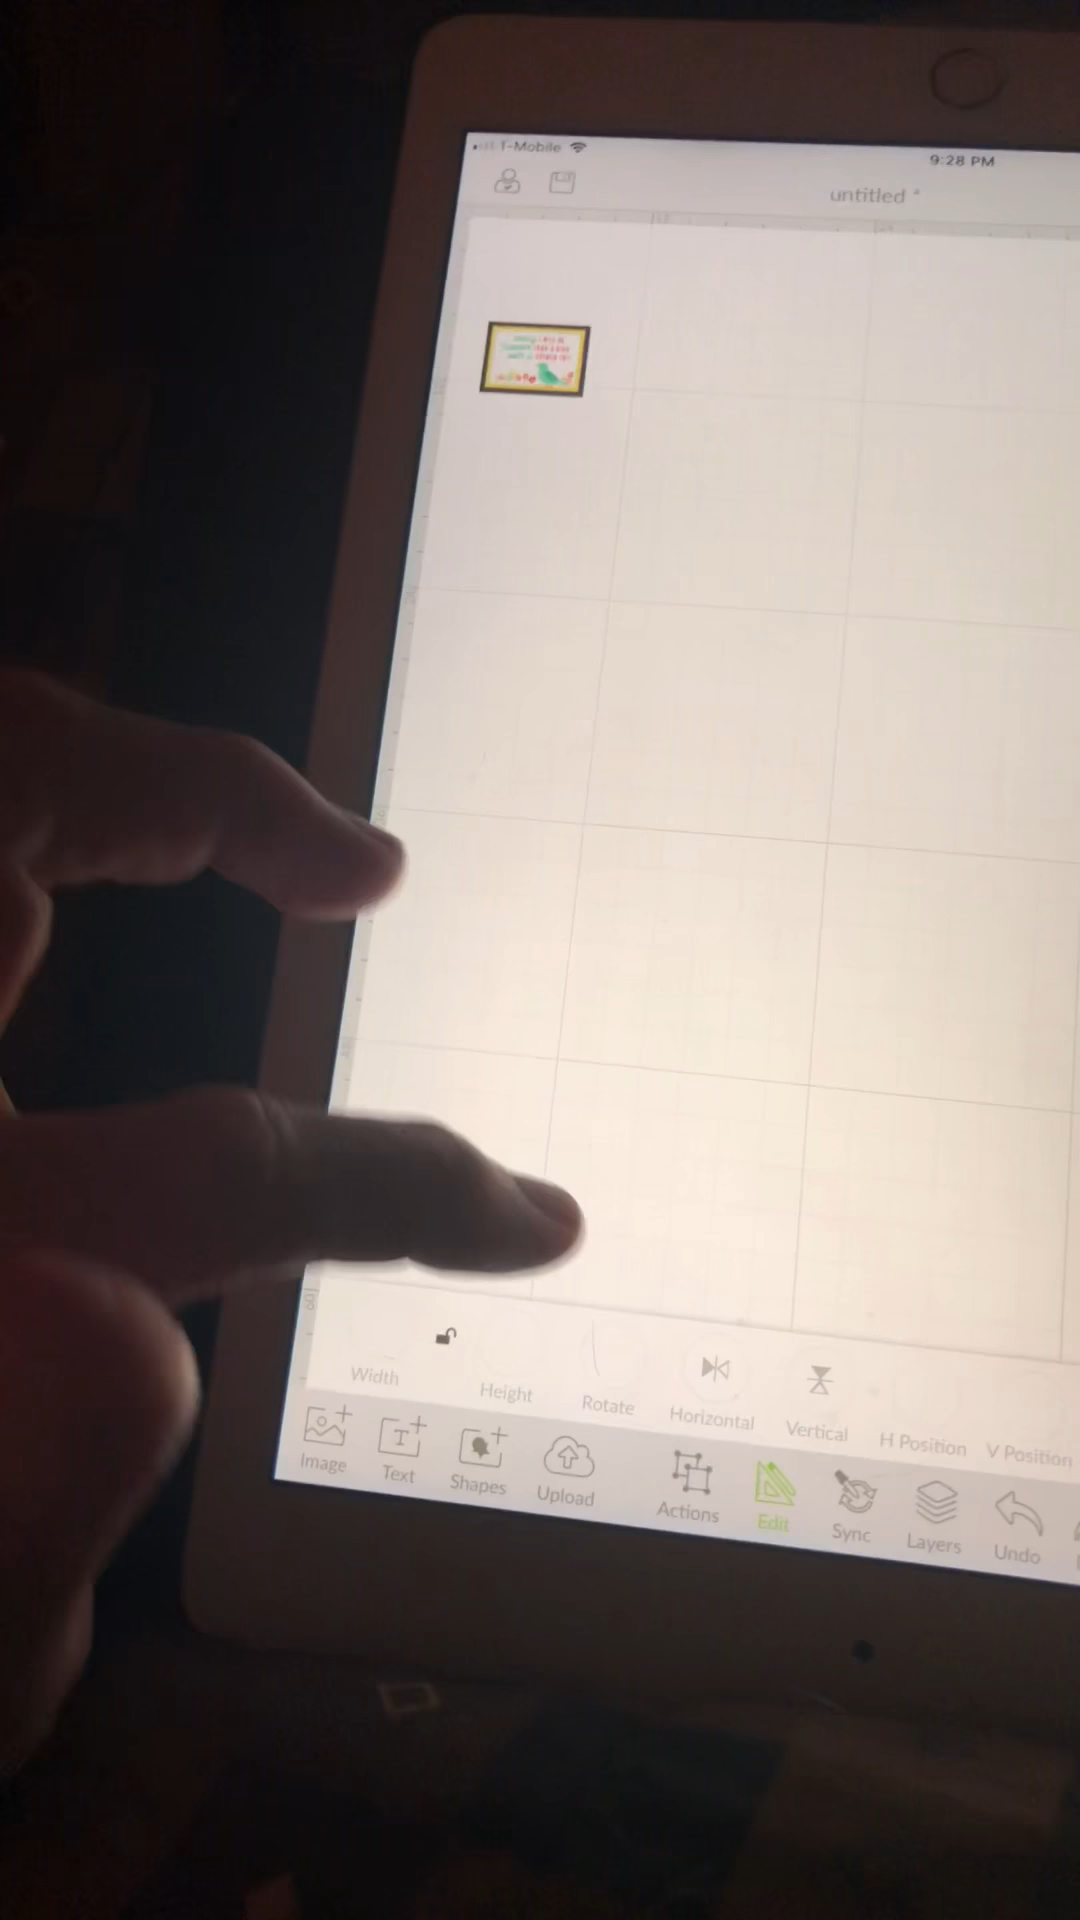 T-Mobile
9:28 PM
untitled *
Width
Height
Rotate
Horizontal
Vertical
H Position
V Position
Image
Text
Shapes
Upload
Actions
Edit
Sync
Layers
Undo